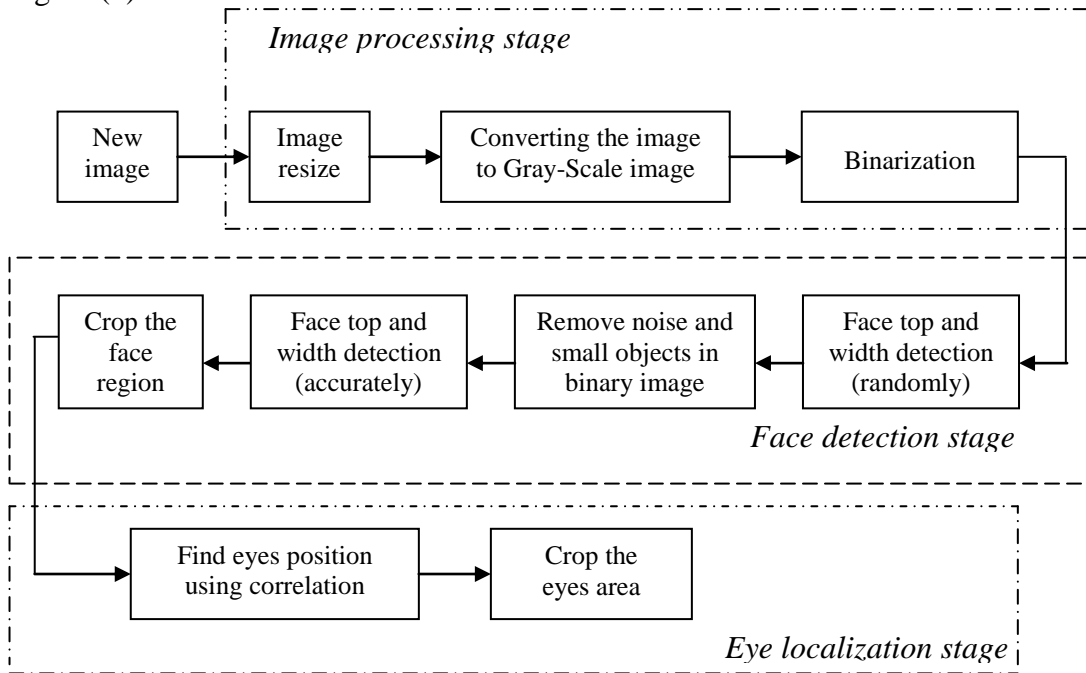 Image processing stage
New
image
Image
resize
Converting the image
to Gray-Scale image
Binarization
Crop the
face
region
Face top and
width detection
(accurately)
Remove noise and
small objects in
binary image
Face top and
width detection
(randomly)
Face detection stage
Find eyes position
using correlation
Crop the
eyes area
Eye localization stage